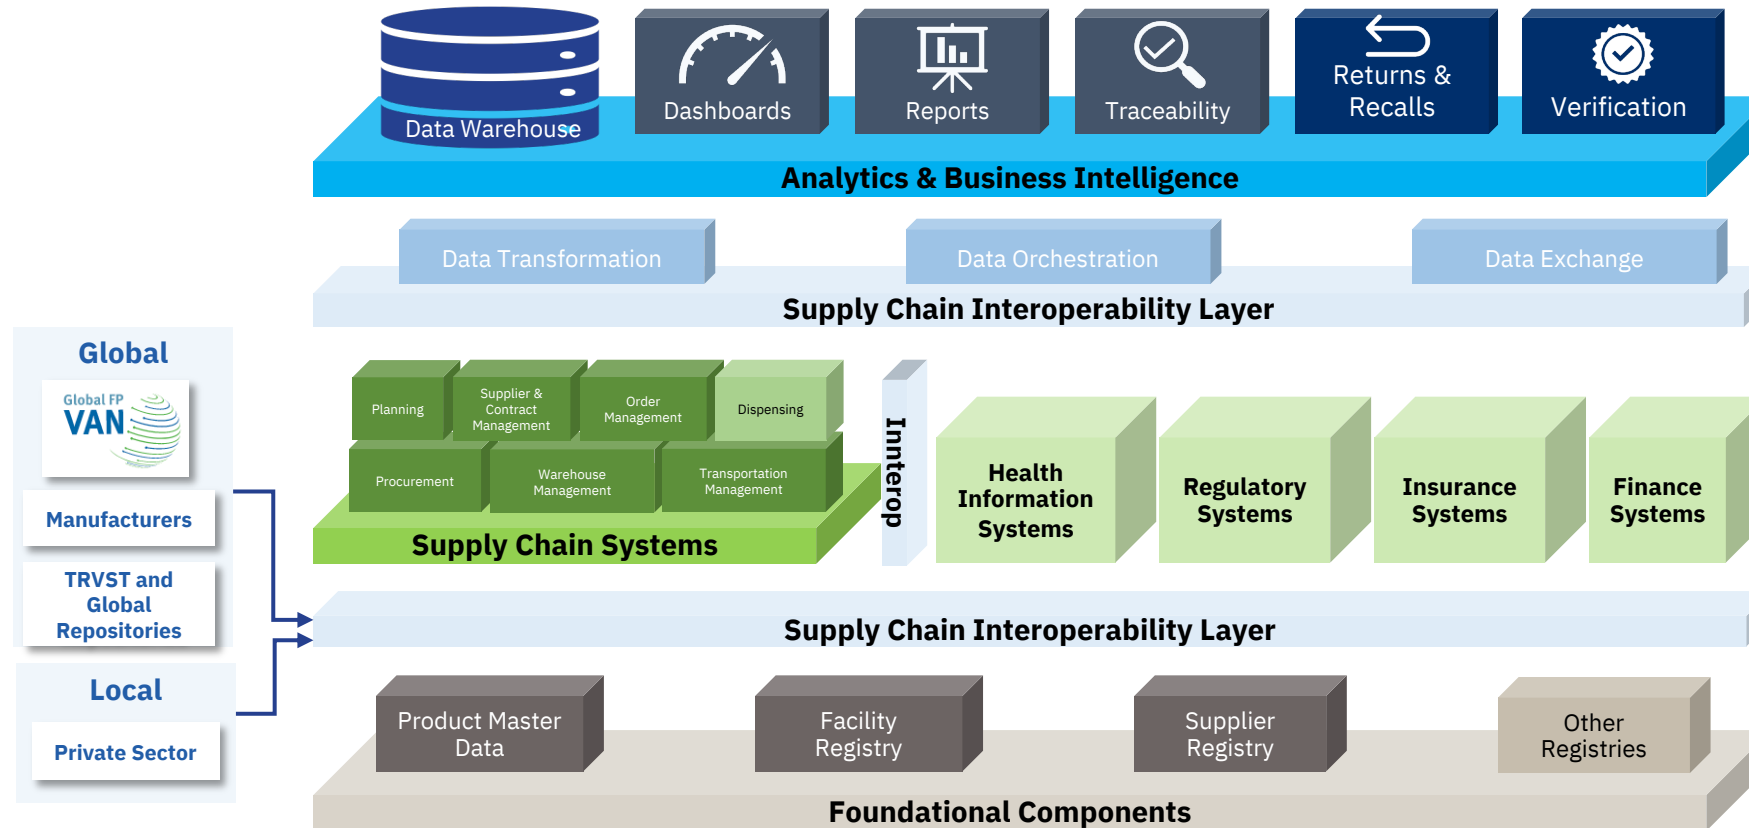 Data Warehouse
Dashboards
Reports
Traceability
Returns &
Recalls
Verification
Analytics & Business Intelligence
Data Transformation
Data Orchestration
Data Exchange
Supply Chain Interoperability Layer
Global
Global FP
VAN
Manufacturers
TRVST and
Global
Repositories
Local
Private Sector
Planning
Supplier &
Contract
Management
Order
Management
Dispensing
Procurement
Warehouse
Management
Transportation
Management
Supply Chain Systems
Innterop
Health
Information
Systems
Regulatory
Systems
Insurance
Systems
Finance
Systems
Supply Chain Interoperability Layer
Product Master
Data
Facility
Registry
Supplier
Registry
Other
Registries
Foundational Components